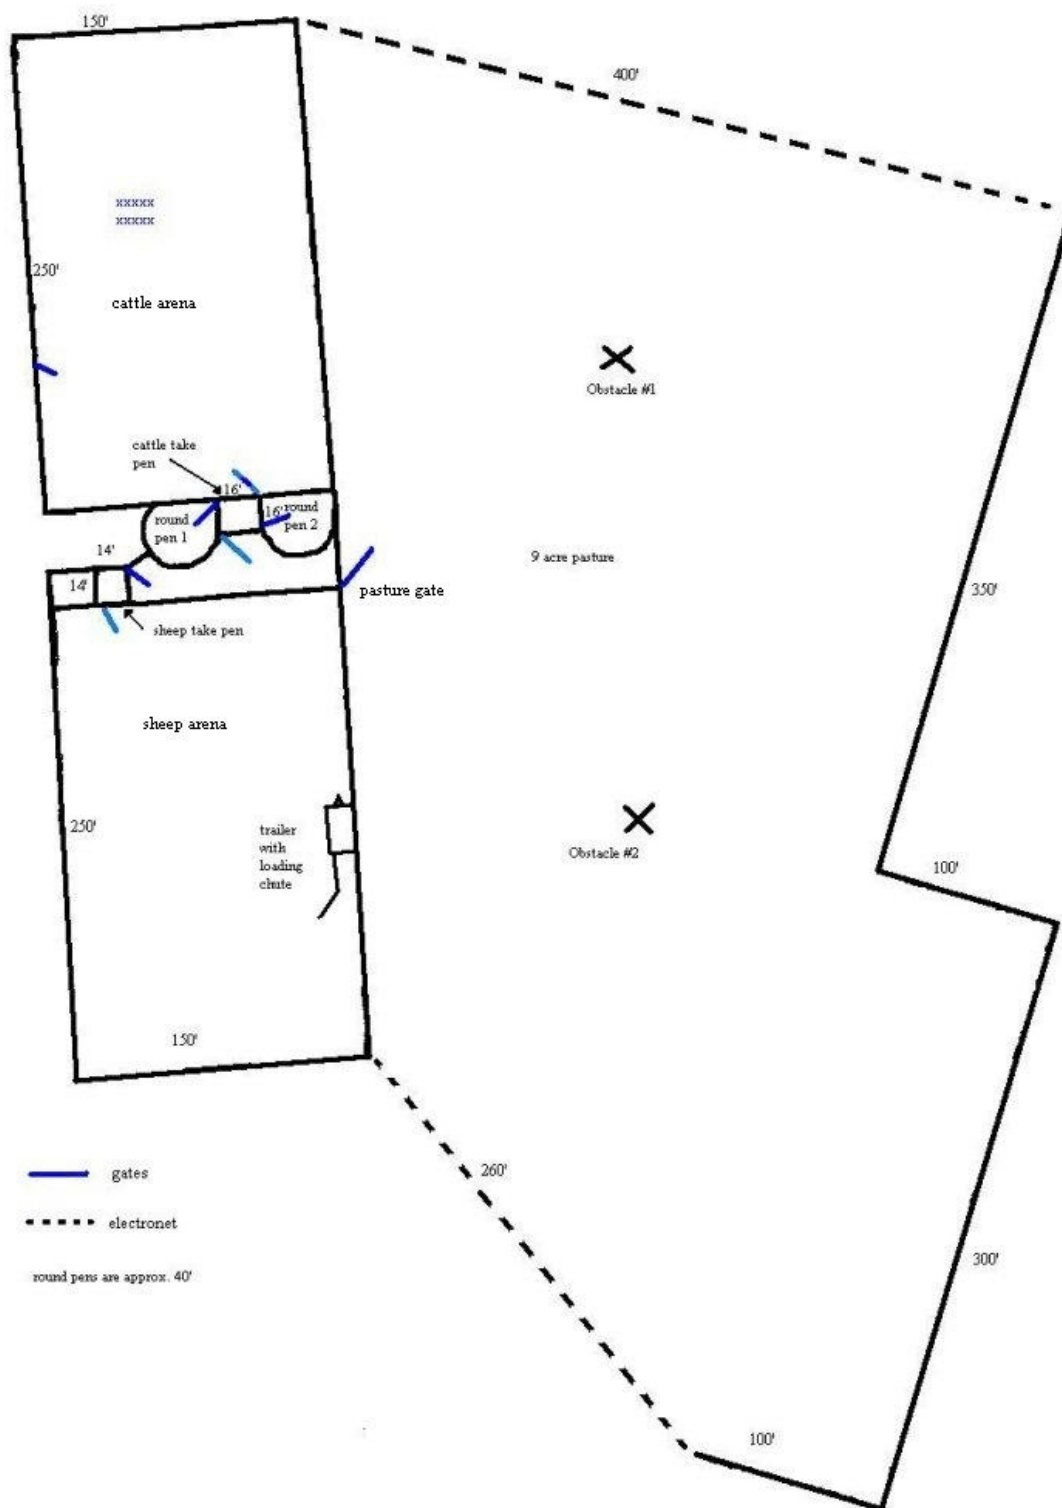 150'
400'
xxxxx
xxxxx
250'
cattle arena
Obstacle #1
cattle take
pen
16'
16'
round
pen 2
round
pen 1
14'
14'
9 acre pasture
pasture gate
350'
sheep take pen
sheep arena
250'
trailer
with
loading
chute
Obstacle #2
100'
150'
gates
260'
electronet
300'
round pens are approx. 40'
100'